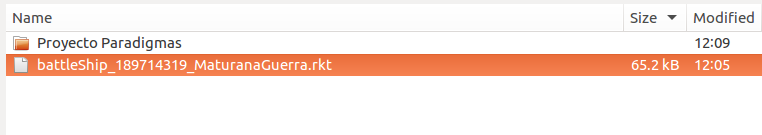 Name Size Modified
Proyecto Paradigmas 12:09
battleShip_189714319_MaturanaGuerra.rkt 65.2 kB 12:05